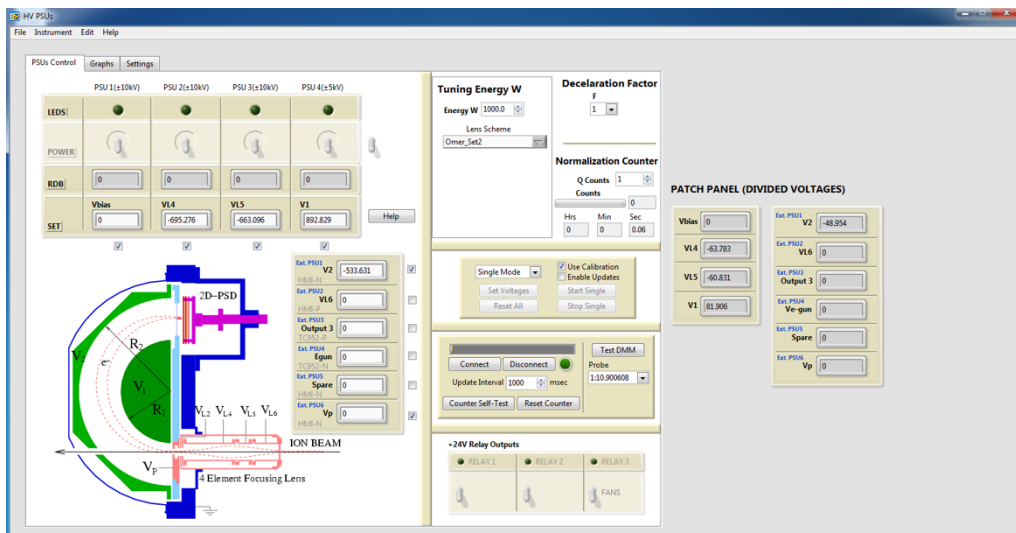 HV PSUs
File Instrument Edit Help
PSUs Control Graphs Settings
PSU 1(±10kV) PSU 2(±10kV) PSU 3(±10kV) PSU 4(±5kV)
LEDS
POWER
RDB 0 0 0 0
Vbias VL4 VL5 V1
SET 0 -695.276 -663.096 892.829
Help
Ext. PSU1
V2 -533.631
HMI-N
Ext. PSU2
VL6 0
HMI-P
Ext. PSU3
Output 3 0
TC952-P
Ext. PSU4
Egun 0
TC952-N
Ext. PSU5
Spare 0
HMI-N
Ext. PSU6
Vp 0
HMI-N
2D-PSD
R2
V2
e-
V1
R1
VL2 VL4 VL5 VL6
ION BEAM
VP
4 Element Focusing Lens
Tuning Energy W
Energy W 1000.0
Lens Scheme
Omer_Set2
Decelaration Factor
F
1
Normalization Counter
Q Counts 1
Counts
0
Hrs Min Sec
0 0 0.06
Single Mode
Use Calibration
Enable Updates
Set Voltages Start Single
Reset All Stop Single
Test DMM
Connect Disconnect
Probe
Update Interval 1000 msec
1:10.900608
Counter Self-Test Reset Counter
+24V Relay Outputs
RELAY 1 RELAY 2 RELAY 3
FANS
PATCH PANEL (DIVIDED VOLTAGES)
Vbias 0
VL4 -63.783
VL5 -60.831
V1 81.906
Ext. PSU1
V2 -48.954
Ext. PSU2
VL6 0
Ext. PSU3
Output 3 0
Ext. PSU4
Ve-gun 0
Ext. PSU5
Spare 0
Ext. PSU6
Vp 0